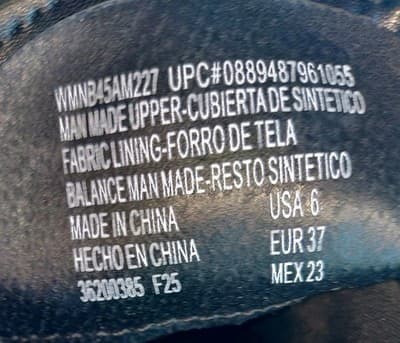 WMNB45AM227 UPC#0889487961055
MAN MADE UPPER-CUBIERTA DE SINTETICO
FABRIC LINING-FORRO DE TELA
BALANCE MAN MADE-RESTO SINTETICO
MADE IN CHINA USA 6
HECHO EN CHINA EUR 37
36200385 F25 MEX 23